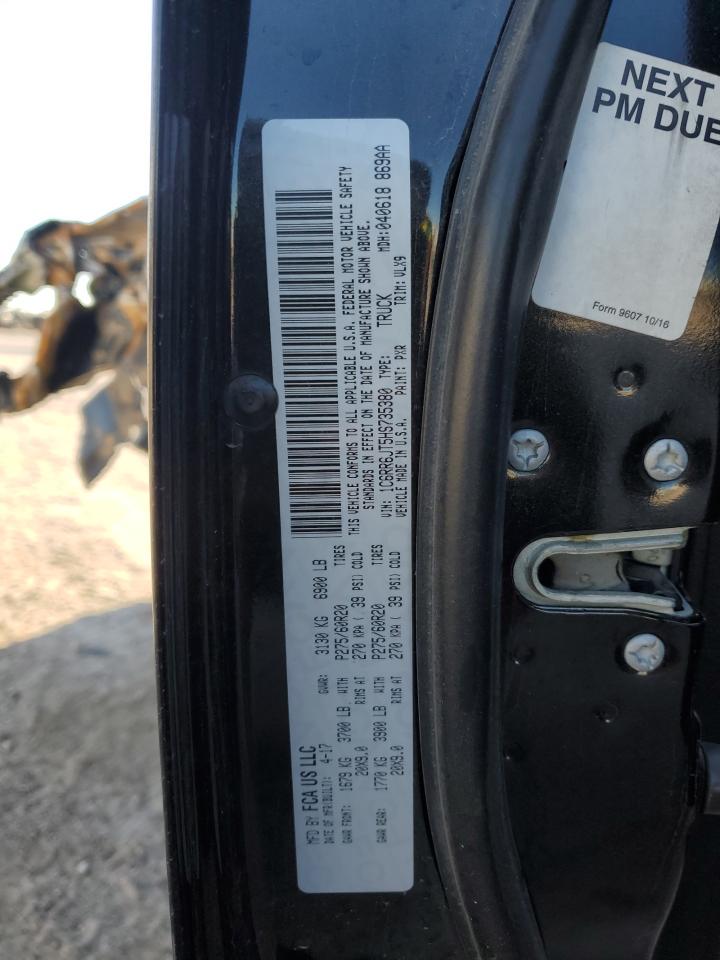 MFD BY FCA US LLC
DATE OF MFR(BUILT): 4-17 GVWR: 3130 KG 6900 LB
GAWR FRONT: 1679 KG 3700 LB WITH P275/60R20 TIRES
20X9.0 RIMS AT 270 KPA ( 39 PSI) COLD
GAWR REAR: 1770 KG 3900 LB WITH P275/60R20 TIRES
20X9.0 RIMS AT 270 KPA ( 39 PSI) COLD
THIS VEHICLE CONFORMS TO ALL APPLICABLE U.S.A. FEDERAL MOTOR VEHICLE SAFETY
STANDARDS IN EFFECT ON THE DATE OF MANUFACTURE SHOWN ABOVE.
VIN: 1C6RR6JT5HS735380 TYPE: TRUCK MDH:040618 869AA
VEHICLE MADE IN U.S.A. PAINT: PXR TRIM: VLX9
NEXT
PM DUE
Form 9607 10/16